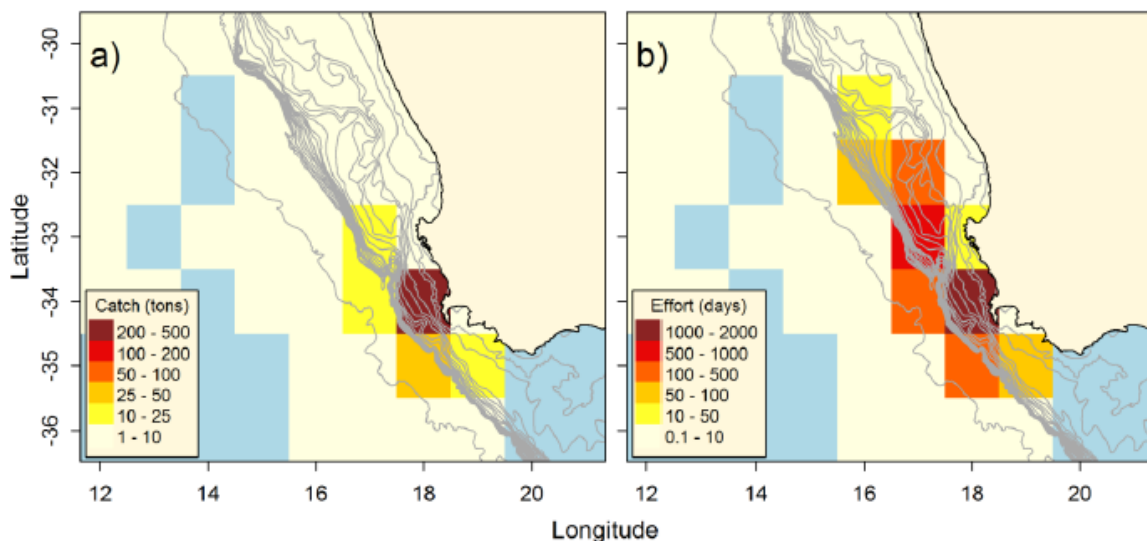 a)
b)
-30
-31
-32
-33
-34
-35
-36
Latitude
Catch (tons)
200 - 500
100 - 200
50 - 100
25 - 50
10 - 25
1 - 10
Effort (days)
1000 - 2000
500 - 1000
100 - 500
50 - 100
10 - 50
0.1 - 10
12 14 16 18 20
12 14 16 18 20
Longitude